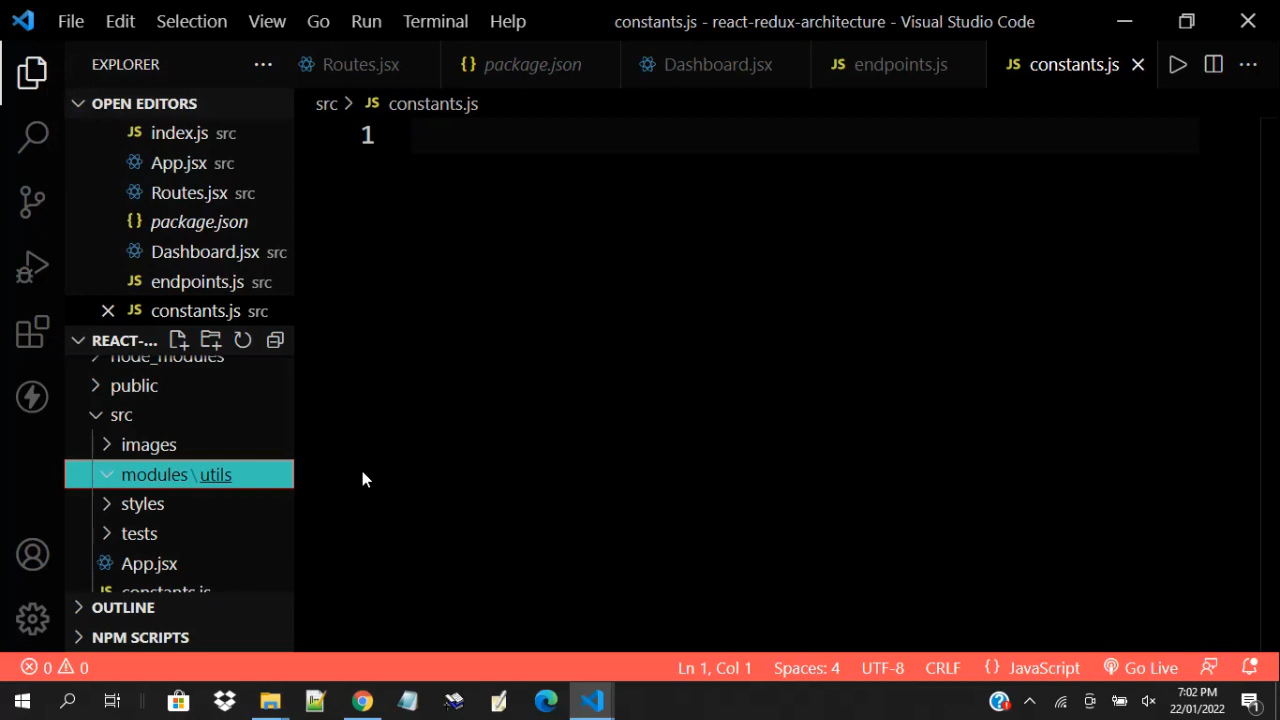 File Edit Selection View Go Run Terminal Help constants.js - react-redux-architecture - Visual Studio Code
EXPLORER
Routes.jsx package.json Dashboard.jsx endpoints.js constants.js
OPEN EDITORS
src constants.js
1
index.js src
App.jsx src
Routes.jsx src
package.json
Dashboard.jsx src
endpoints.js src
constants.js src
REACT-...
node_modules
public
src
images
modules\utils
styles
tests
App.jsx
constants.js
OUTLINE
NPM SCRIPTS
0 0 Ln 1, Col 1 Spaces: 4 UTF-8 CRLF {} JavaScript Go Live
7:02 PM
22/01/2022
1